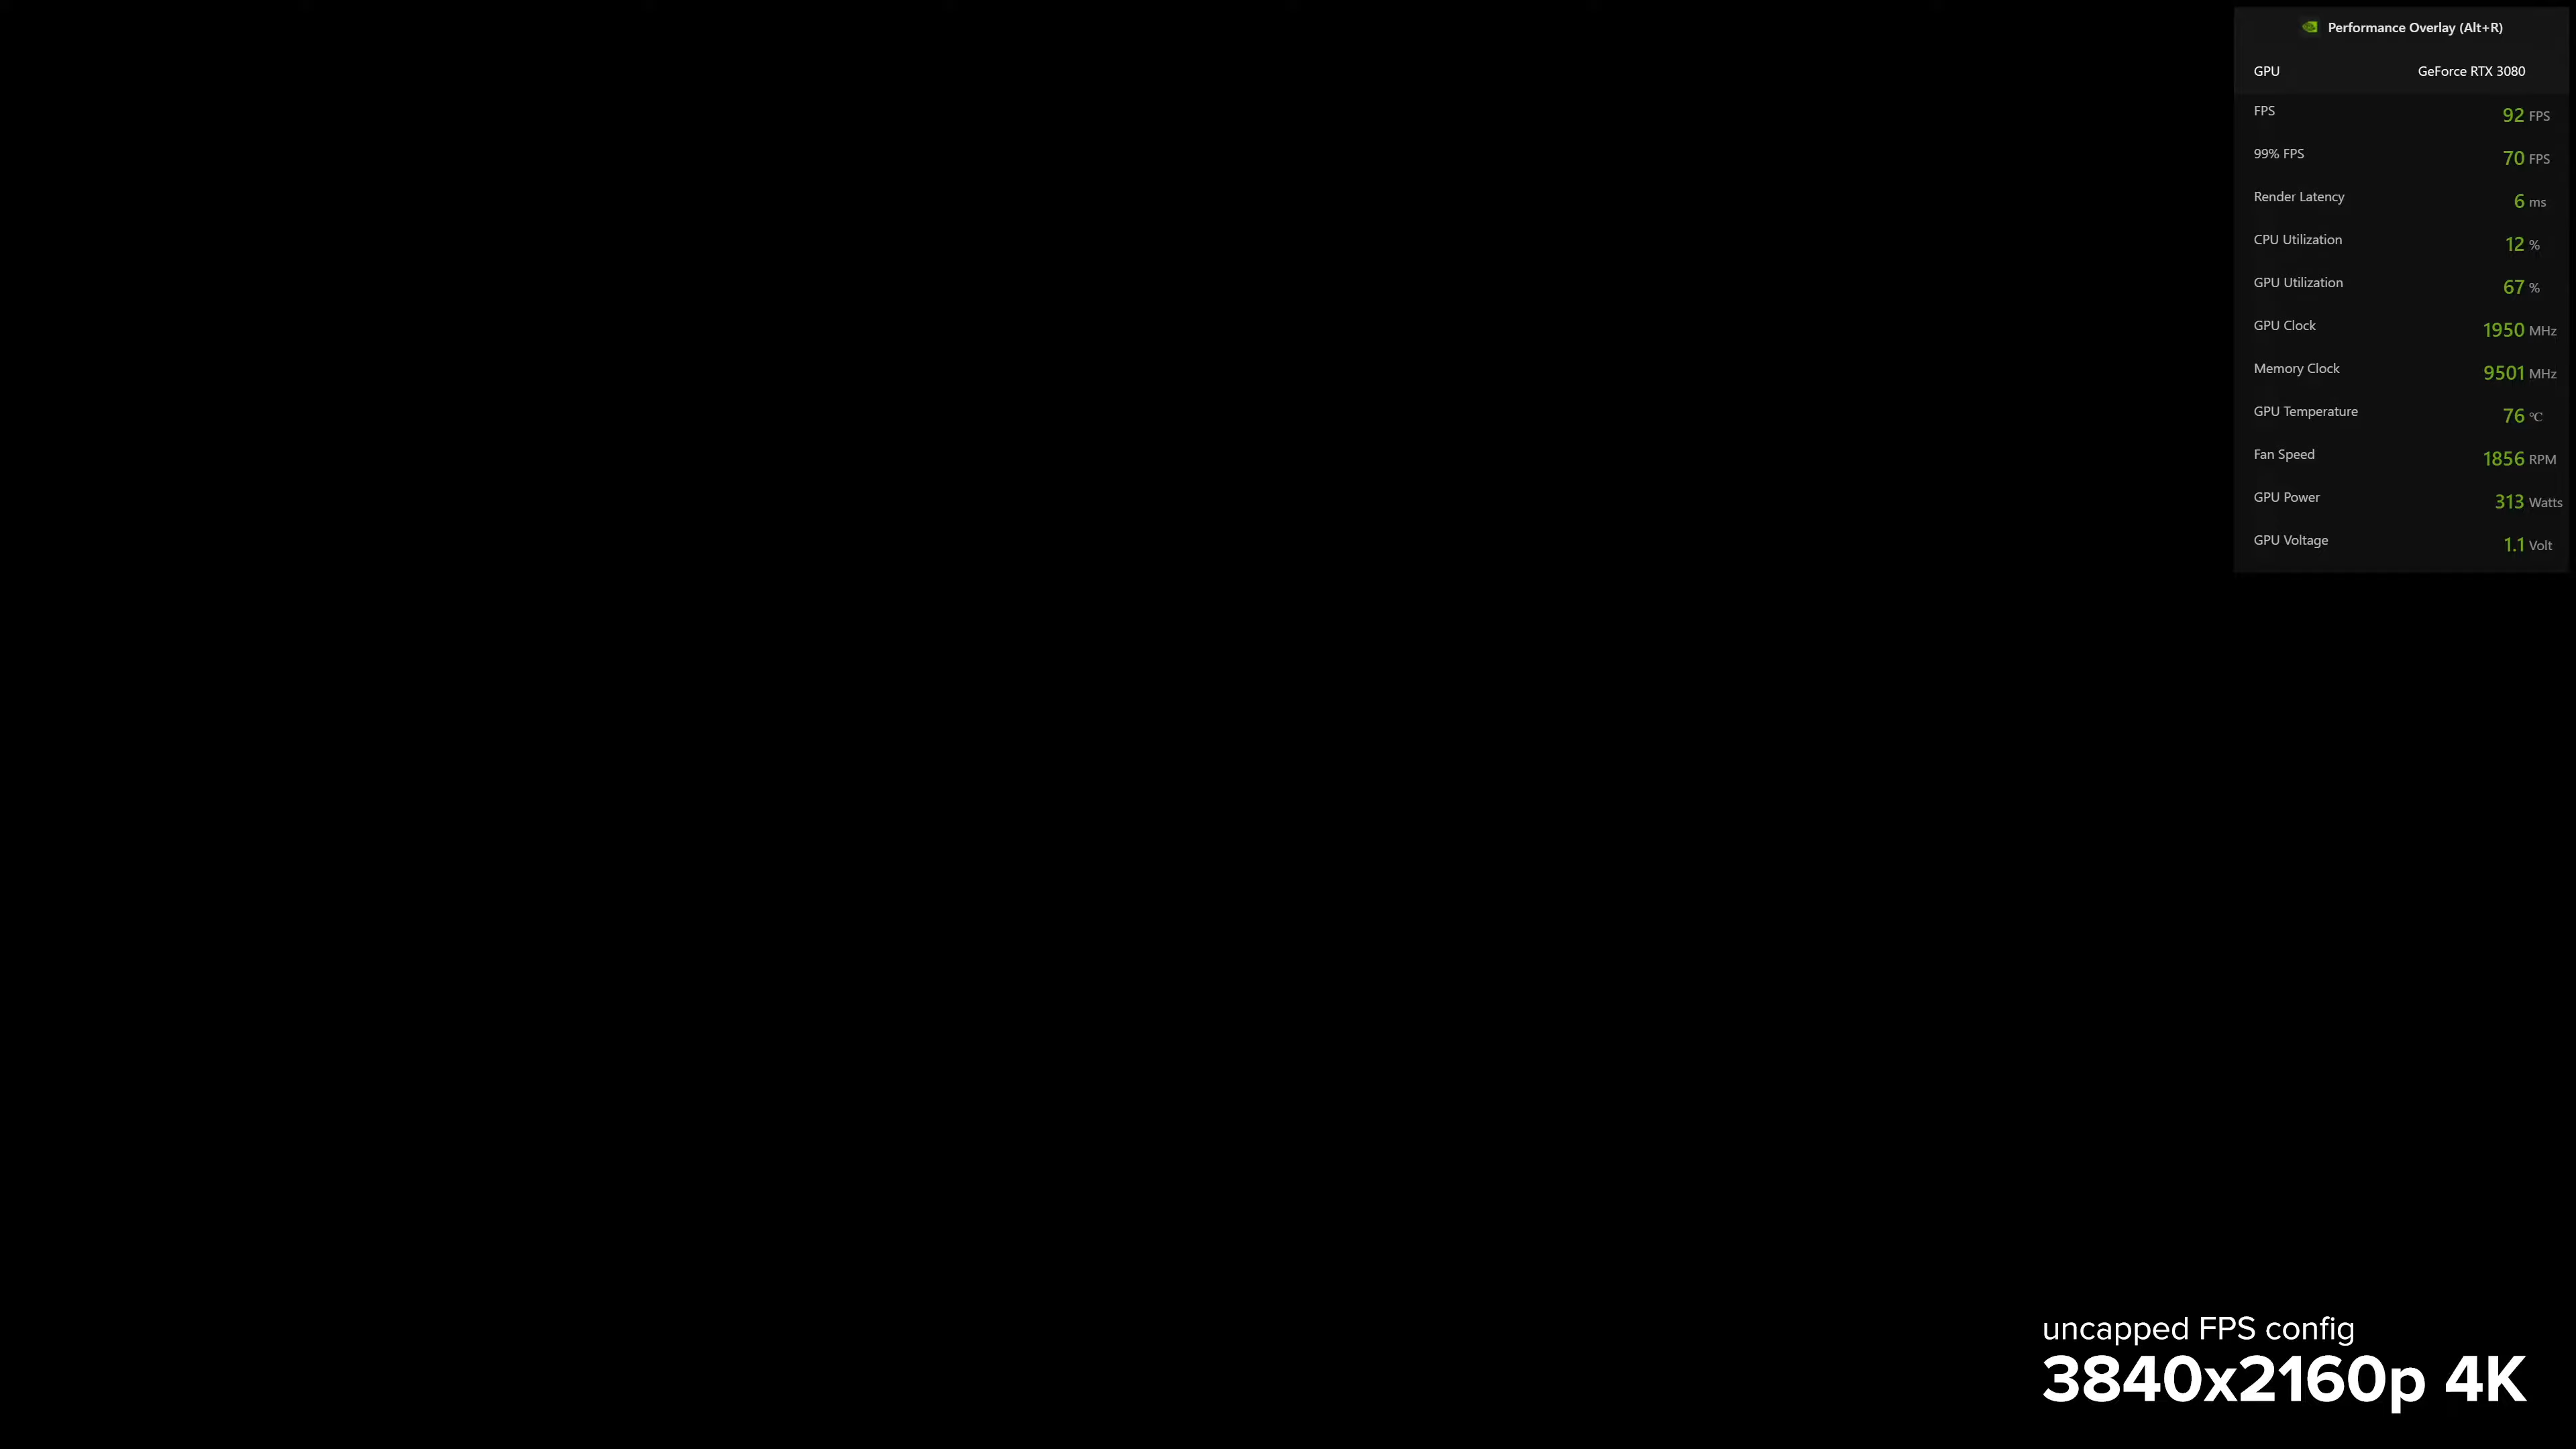 Performance Overlay (Alt+R)
GPU GeForce RTX 3080
FPS 92 FPS
99% FPS 70 FPS
Render Latency 6 ms
CPU Utilization 12 %
GPU Utilization 67 %
GPU Clock 1950 MHz
Memory Clock 9501 MHz
GPU Temperature 76 °C
Fan Speed 1856 RPM
GPU Power 313 Watts
GPU Voltage 1.1 Volt
uncapped FPS config
3840x2160p 4K